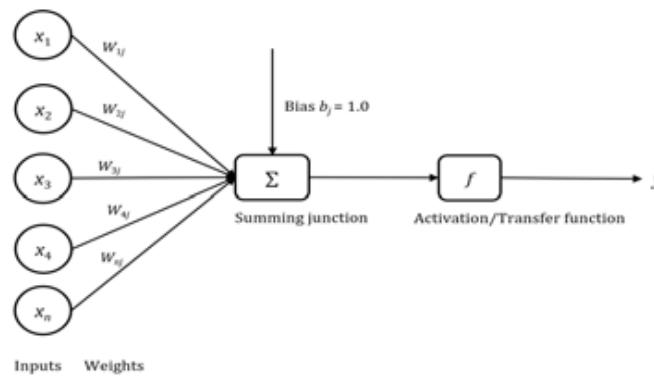 x₁
W₁ⱼ
x₂
W₂ⱼ
Bias bⱼ = 1.0
x₃
W₃ⱼ
Σ
f
x₄
W₄ⱼ
Summing junction
Activation/Transfer function
Wₙⱼ
xₙ
Inputs Weights